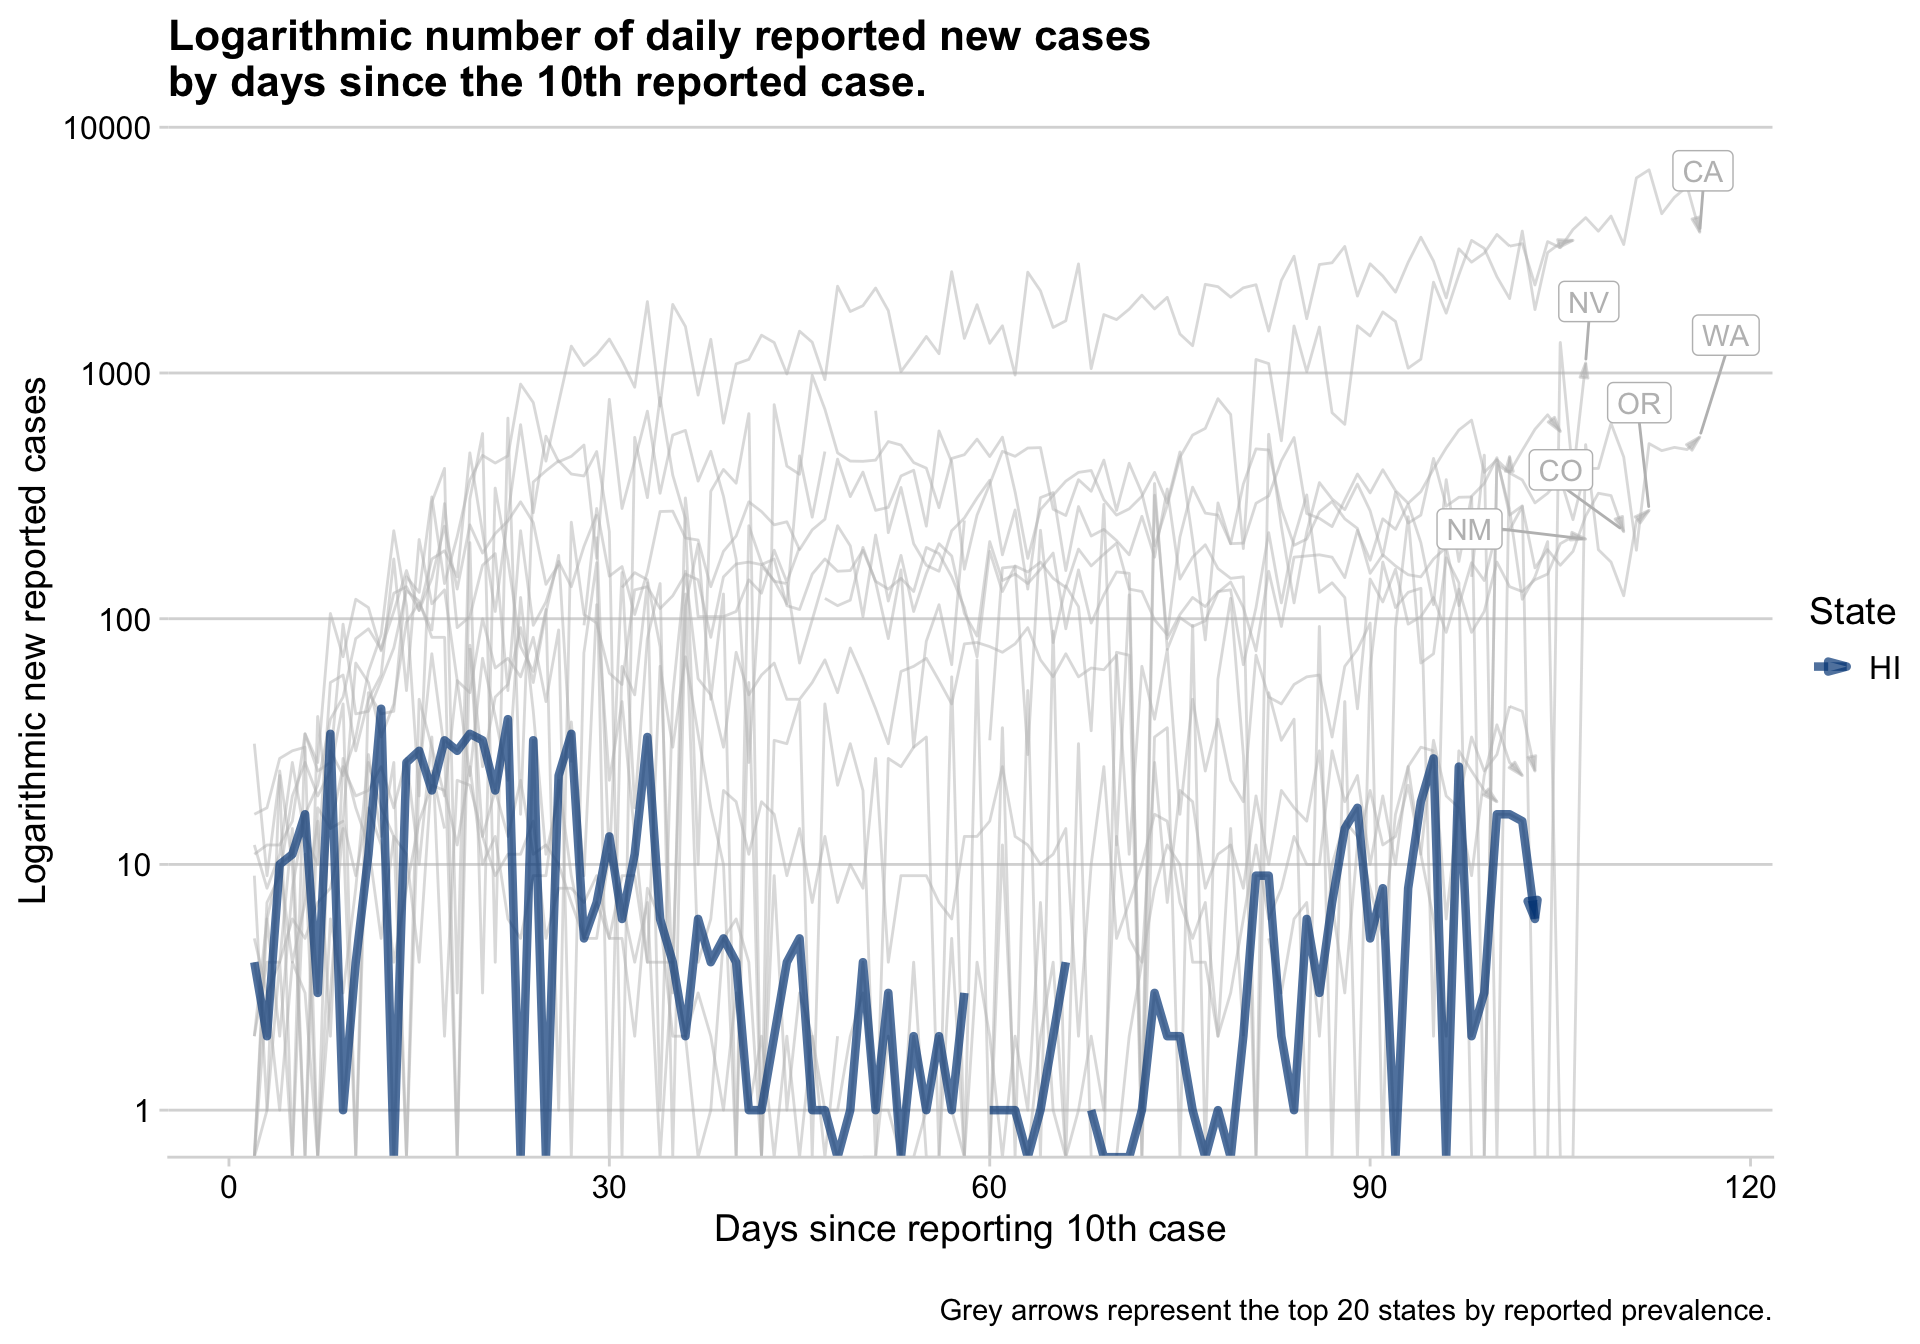 Logarithmic number of daily reported new cases
by days since the 10th reported case.
10000
1000
100
10
1
Logarithmic new reported cases
CA
NV
WA
OR
CO
NM
State
HI
0
30
60
90
120
Days since reporting 10th case
Grey arrows represent the top 20 states by reported prevalence.